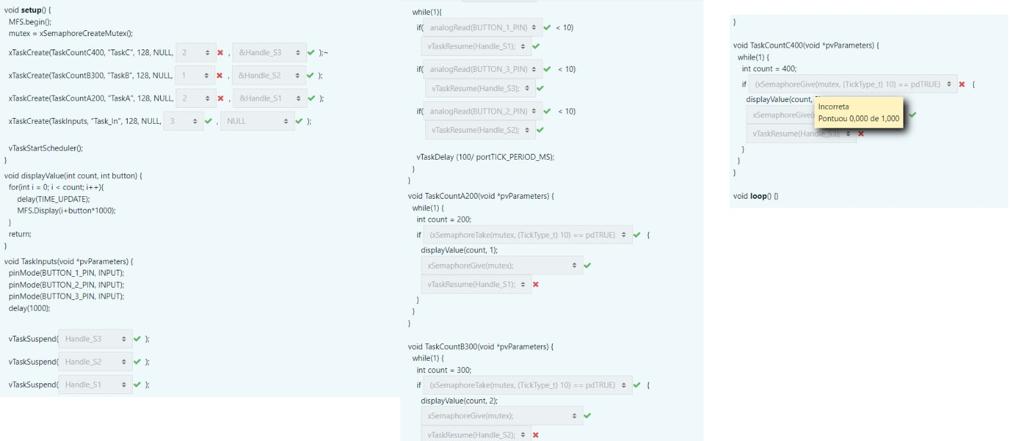 void setup() {
MFS.begin();
mutex = xSemaphoreCreateMutex();
xTaskCreate(TaskCountC400, "TaskC", 128, NULL, 2 , &Handle_S3 );~
xTaskCreate(TaskCountB300, "TaskB", 128, NULL, 1 , &Handle_S2 );
xTaskCreate(TaskCountA200, "TaskA", 128, NULL, 2 , &Handle_S1 );
xTaskCreate(TaskInputs, "Task_In", 128, NULL, 3 , NULL );
vTaskStartScheduler();
}
void displayValue(int count, int button) {
for(int i = 0; i < count; i++){
delay(TIME_UPDATE);
MFS.Display(i+button*1000);
}
return;
}
void TaskInputs(void *pvParameters) {
pinMode(BUTTON_1_PIN, INPUT);
pinMode(BUTTON_2_PIN, INPUT);
pinMode(BUTTON_3_PIN, INPUT);
delay(1000);
vTaskSuspend( Handle_S3 );
vTaskSuspend( Handle_S2 );
vTaskSuspend( Handle_S1 );
while(1){
if( analogRead(BUTTON_1_PIN) < 10)
vTaskResume(Handle_S1);
if( analogRead(BUTTON_3_PIN) < 10)
vTaskResume(Handle_S3);
if( analogRead(BUTTON_2_PIN) < 10)
vTaskResume(Handle_S2);
vTaskDelay (100/ portTICK_PERIOD_MS);
}
}
void TaskCountA200(void *pvParameters) {
while(1) {
int count = 200;
if (xSemaphoreTake(mutex, (TickType_t) 10) == pdTRUE) {
displayValue(count, 1);
xSemaphoreGive(mutex);
vTaskResume(Handle_S1);
}
}
}
void TaskCountB300(void *pvParameters) {
while(1) {
int count = 300;
if (xSemaphoreTake(mutex, (TickType_t) 10) == pdTRUE) {
displayValue(count, 2);
xSemaphoreGive(mutex);
vTaskResume(Handle_S2);
}
void TaskCountC400(void *pvParameters) {
while(1) {
int count = 400;
if (xSemaphoreGive(mutex, (TickType_t) 10) == pdTRUE) {
displayValue(count,
xSemaphoreGive(
vTaskResume(Handle_S3);
Incorreta
Pontuou 0,000 de 1,000
}
}
}
void loop() {}